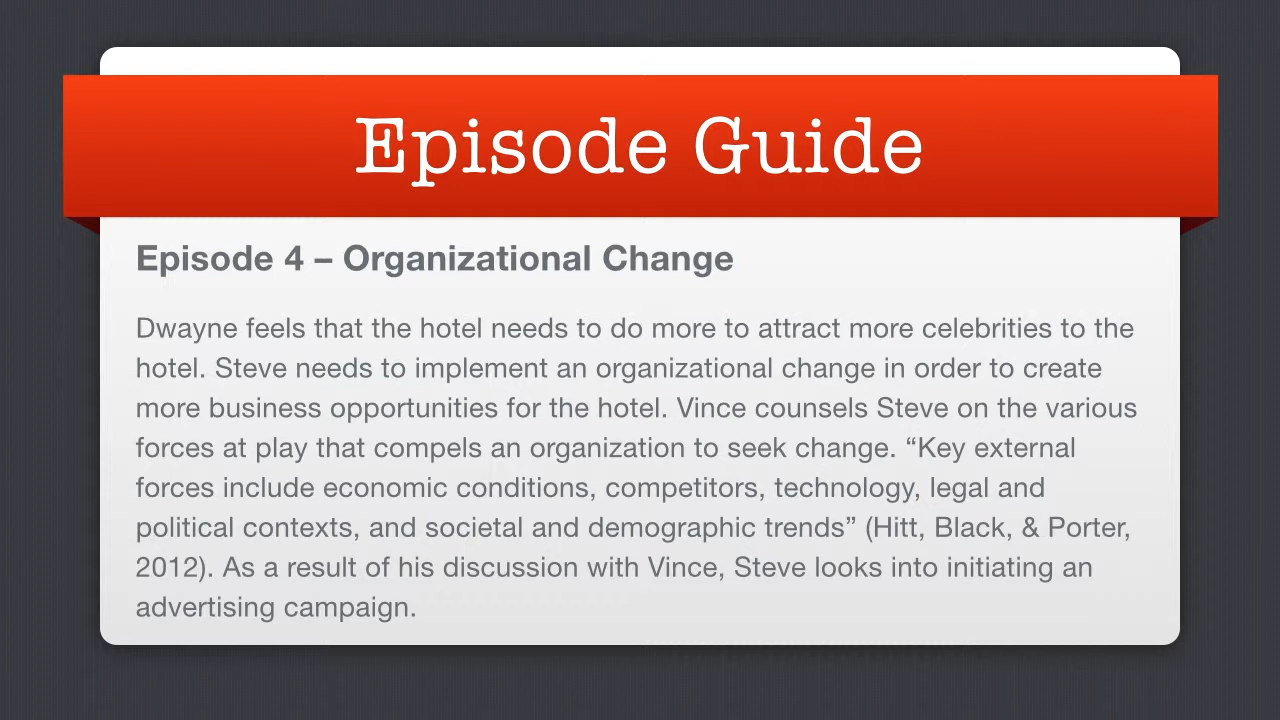 Episode Guide
Episode 4 – Organizational Change
Dwayne feels that the hotel needs to do more to attract more celebrities to the
hotel. Steve needs to implement an organizational change in order to create
more business opportunities for the hotel. Vince counsels Steve on the various
forces at play that compels an organization to seek change. “Key external
forces include economic conditions, competitors, technology, legal and
political contexts, and societal and demographic trends” (Hitt, Black, & Porter,
2012). As a result of his discussion with Vince, Steve looks into initiating an
advertising campaign.